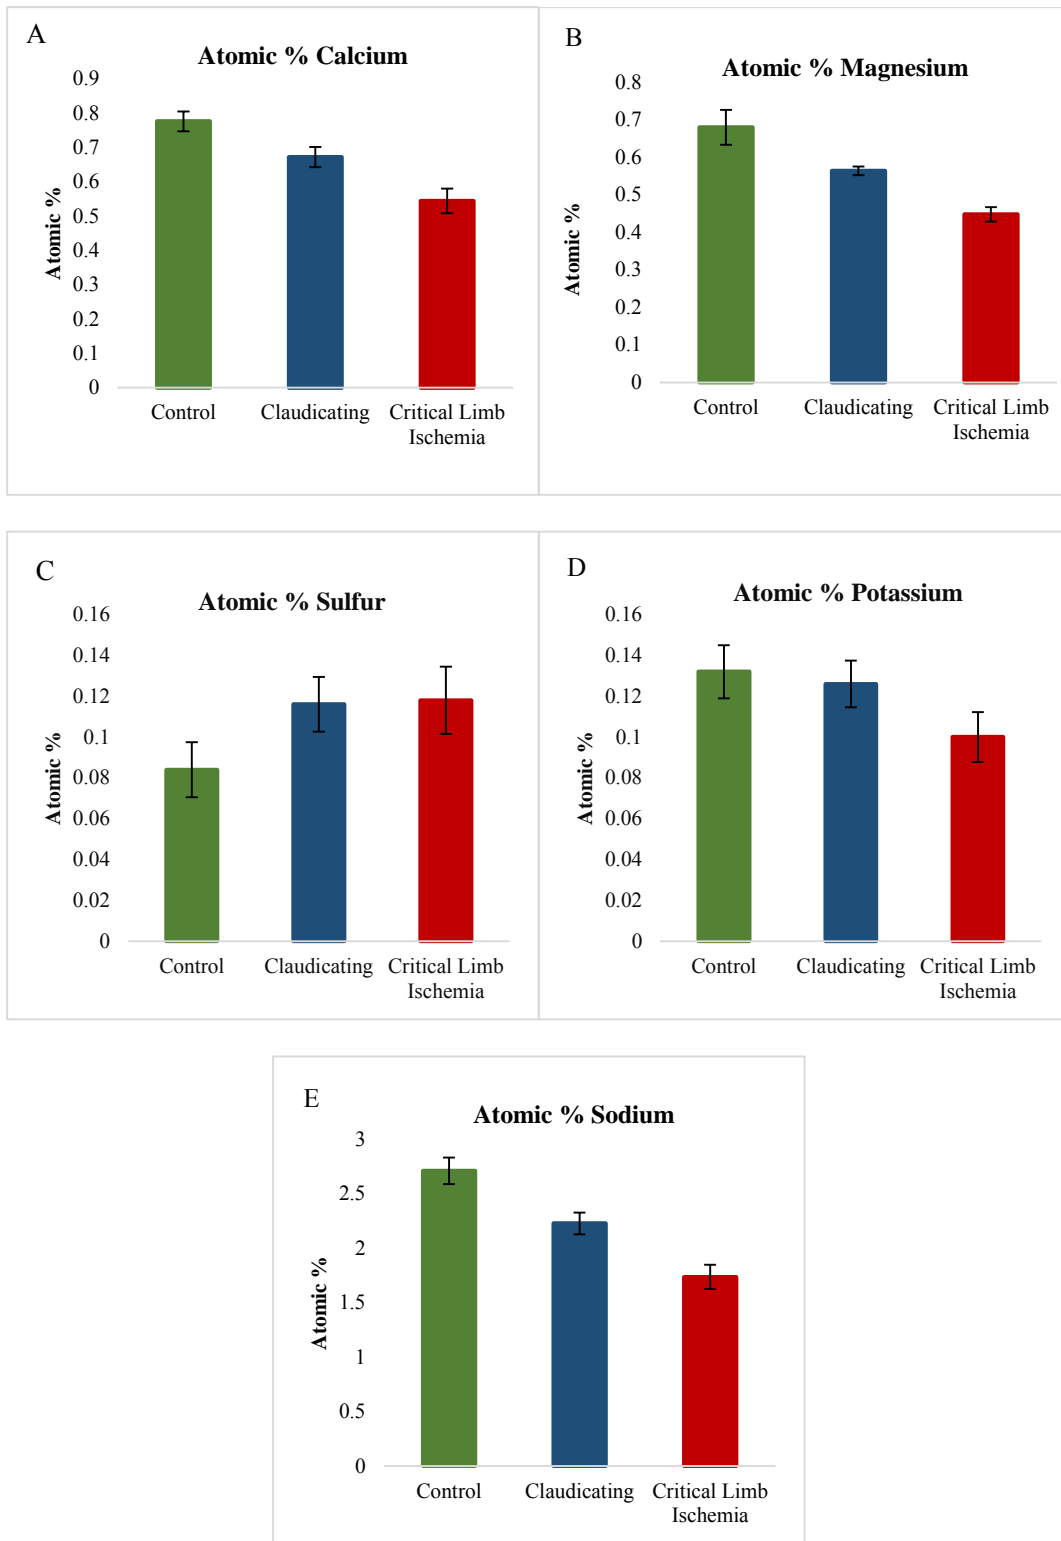 A
Atomic % Calcium
0.9
0.8
0.7
0.6
0.5
0.4
0.3
0.2
0.1
0
Atomic %
Control
Claudicating
Critical Limb
Ischemia
B
Atomic % Magnesium
0.8
0.7
0.6
0.5
0.4
0.3
0.2
0.1
0
Atomic %
Control
Claudicating
Critical Limb
Ischemia
C
Atomic % Sulfur
0.16
0.14
0.12
0.1
0.08
0.06
0.04
0.02
0
Atomic %
Control
Claudicating
Critical Limb
Ischemia
D
Atomic % Potassium
0.16
0.14
0.12
0.1
0.08
0.06
0.04
0.02
0
Atomic %
Control
Claudicating
Critical Limb
Ischemia
E
Atomic % Sodium
3
2.5
2
1.5
1
0.5
0
Atomic %
Control
Claudicating
Critical Limb
Ischemia